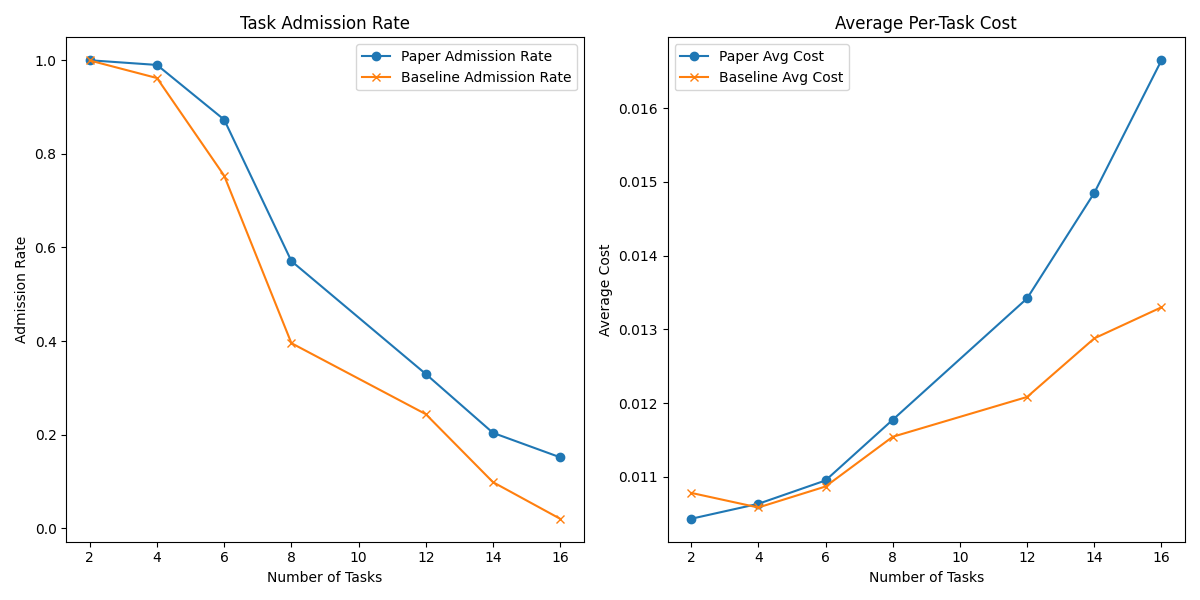 Task Admission Rate
Paper Admission Rate
Baseline Admission Rate
1.0
0.8
0.6
0.4
0.2
0.0
Admission Rate
2 4 6 8 10 12 14 16
Number of Tasks
Average Per-Task Cost
Paper Avg Cost
Baseline Avg Cost
0.016
0.015
0.014
0.013
0.012
0.011
Average Cost
2 4 6 8 10 12 14 16
Number of Tasks